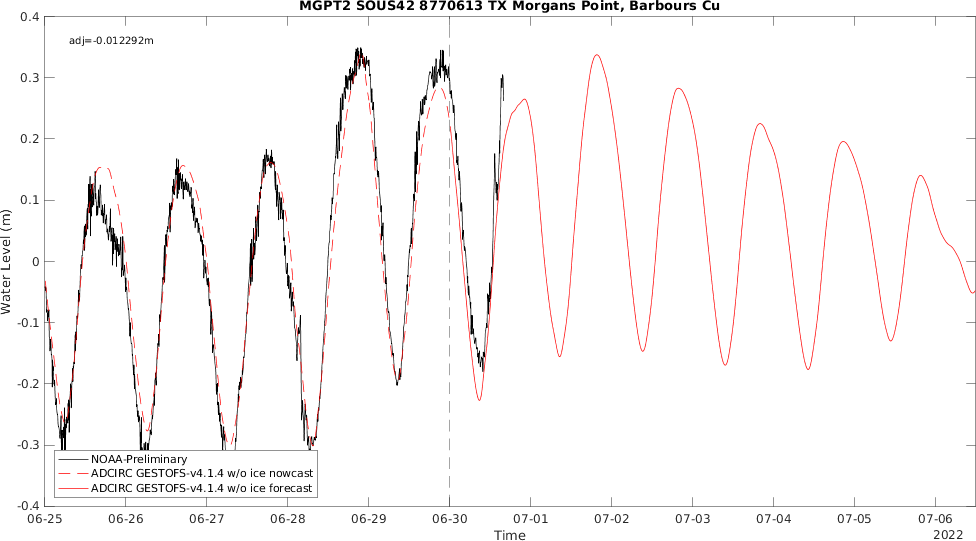 MGPT2 SOUS42 8770613 TX Morgans Point, Barbours Cu
adj=-0.012292m
0.4
0.3
0.2
0.1
0
-0.1
-0.2
-0.3
-0.4
Water Level (m)
NOAA-Preliminary
ADCIRC GESTOFS-v4.1.4 w/o ice nowcast
ADCIRC GESTOFS-v4.1.4 w/o ice forecast
06-25 06-26 06-27 06-28 06-29 06-30 07-01 07-02 07-03 07-04 07-05 07-06
Time
2022